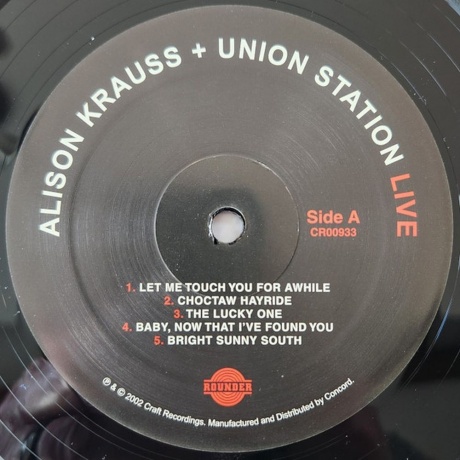 ALISON KRAUSS + UNION STATION LIVE
Side A
CR00933
1. LET ME TOUCH YOU FOR AWHILE
2. CHOCTAW HAYRIDE
3. THE LUCKY ONE
4. BABY, NOW THAT I'VE FOUND YOU
5. BRIGHT SUNNY SOUTH
ROUNDER
℗ & © 2002 Craft Recordings. Manufactured and Distributed by Concord.